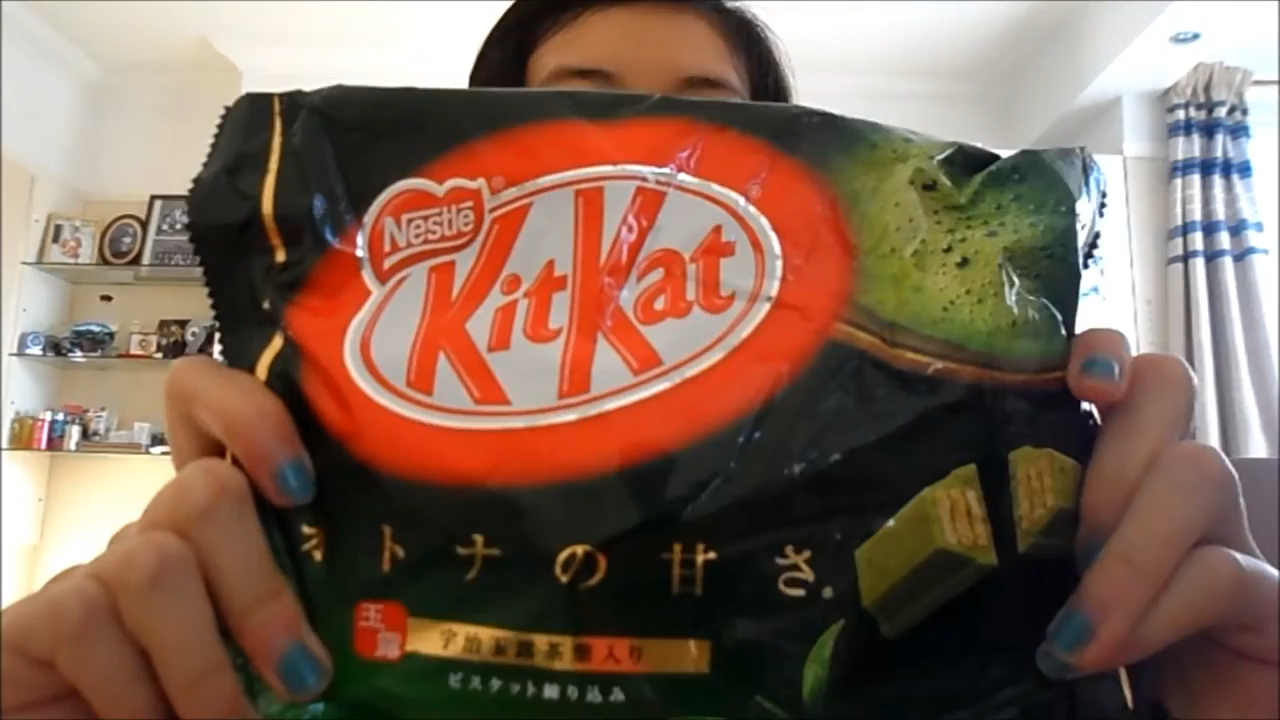 Nestlé
KitKat
オトナの甘さ。
玉露
宇治玉露茶葉入り
ビスケット練り込み